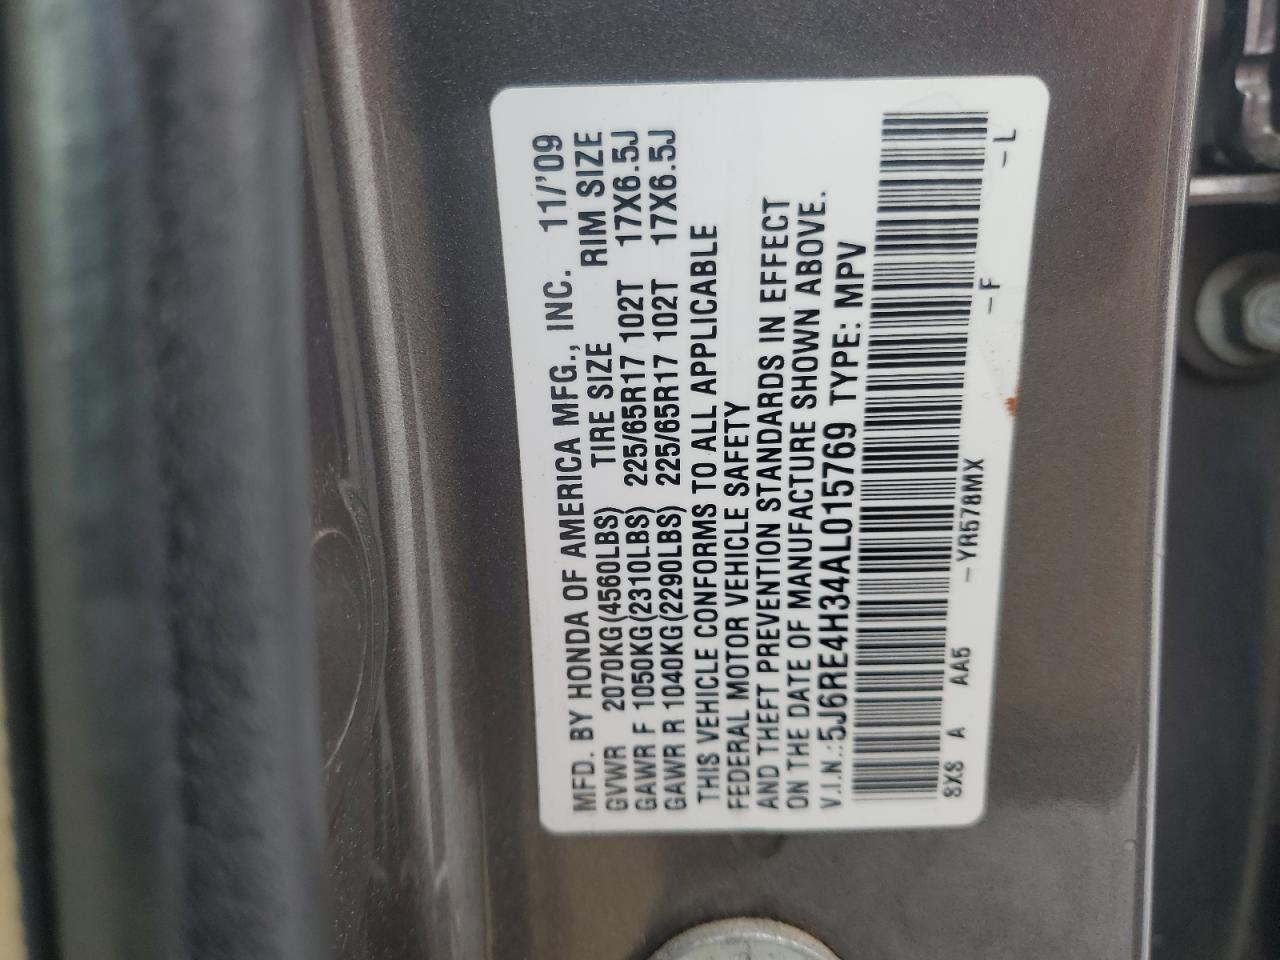 MFD. BY HONDA OF AMERICA MFG., INC. 11/'09
GVWR 2070KG(4560LBS) TIRE SIZE RIM SIZE
GAWR F 1050KG(2310LBS) 225/65R17 102T 17X6.5J
GAWR R 1040KG(2290LBS) 225/65R17 102T 17X6.5J
THIS VEHICLE CONFORMS TO ALL APPLICABLE
FEDERAL MOTOR VEHICLE SAFETY
AND THEFT PREVENTION STANDARDS IN EFFECT
ON THE DATE OF MANUFACTURE SHOWN ABOVE.
V.I.N.:5J6RE4H34AL015769 TYPE: MPV
SXS A AA5 -YR578MX -F -L